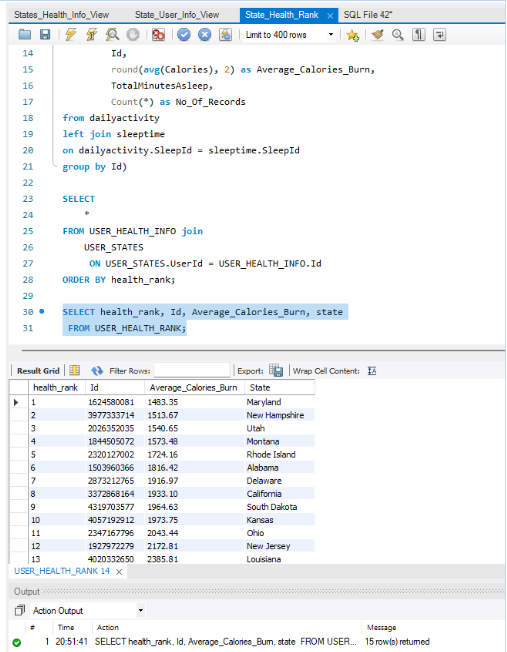 States_Health_Info_View State_User_Info_View State_Health_Rank SQL File 42*
Limit to 400 rows
14 Id,
15 round(avg(Calories), 2) as Average_Calories_Burn,
16 TotalMinutesAsleep,
17 Count(*) as No_Of_Records
18 from dailyactivity
19 left join sleeptime
20 on dailyactivity.SleepId = sleeptime.SleepId
21 group by Id)
22
23 SELECT
24 *
25 FROM USER_HEALTH_INFO join
26 USER_STATES
27 ON USER_STATES.UserId = USER_HEALTH_INFO.Id
28 ORDER BY health_rank;
29
30 SELECT health_rank, Id, Average_Calories_Burn, state
31 FROM USER_HEALTH_RANK;
Result Grid Filter Rows: Export: Wrap Cell Content:
health_rank Id Average_Calories_Burn State
1 1624580081 1483.35 Maryland
2 3977333714 1513.67 New Hampshire
3 2026352035 1540.65 Utah
4 1844505072 1573.48 Montana
5 2320127002 1724.16 Rhode Island
6 1503960366 1816.42 Alabama
7 2873212765 1916.97 Delaware
8 3372868164 1933.10 California
9 4319703577 1964.63 South Dakota
10 4057192912 1973.75 Kansas
11 2347167796 2043.44 Ohio
12 1927972279 2172.81 New Jersey
13 4020332650 2385.81 Louisiana
USER_HEALTH_RANK 14
Output
Action Output
# Time Action Message
1 20:51:41 SELECT health_rank, Id, Average_Calories_Burn, state FROM USER... 15 row(s) returned